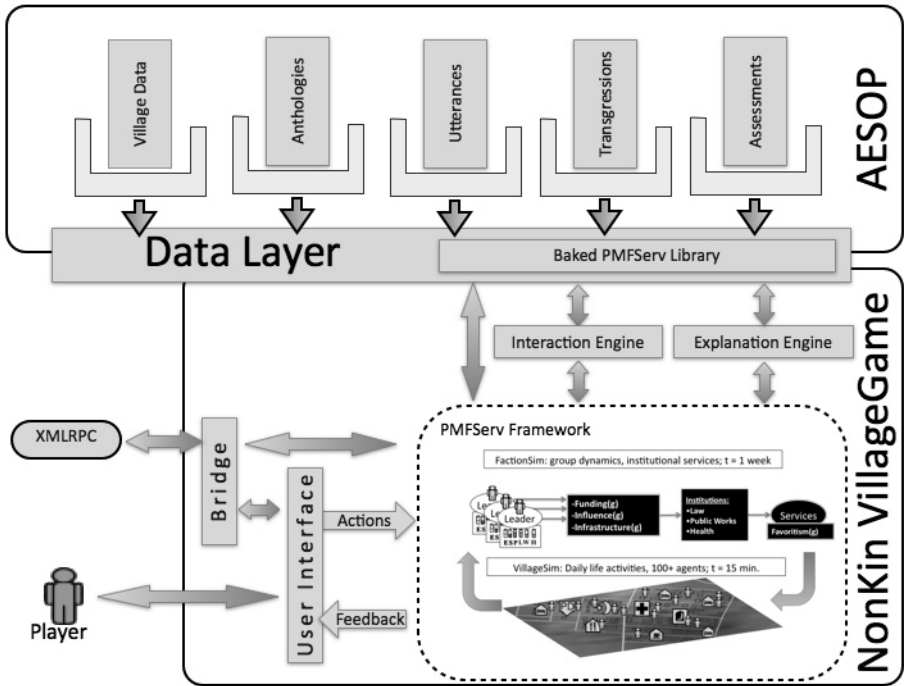 Village Data
Anthologies
Utterances
Transgressions
Assessments
AESOP
Data Layer
Baked PMFServ Library
Interaction Engine
Explanation Engine
NonKin VillageGame
XMLRPC
Bridge
User Interface
Actions
Feedback
Player
PMFServ Framework
FactionSim: group dynamics, institutional services; t = 1 week
Leader
E S P L W H
-Funding(g)
-Influence(g)
-Infrastructure(g)
Institutions:
•Law
•Public Works
•Health
Services
Favoritism(g)
VillageSim: Daily life activities, 100+ agents; t = 15 min.